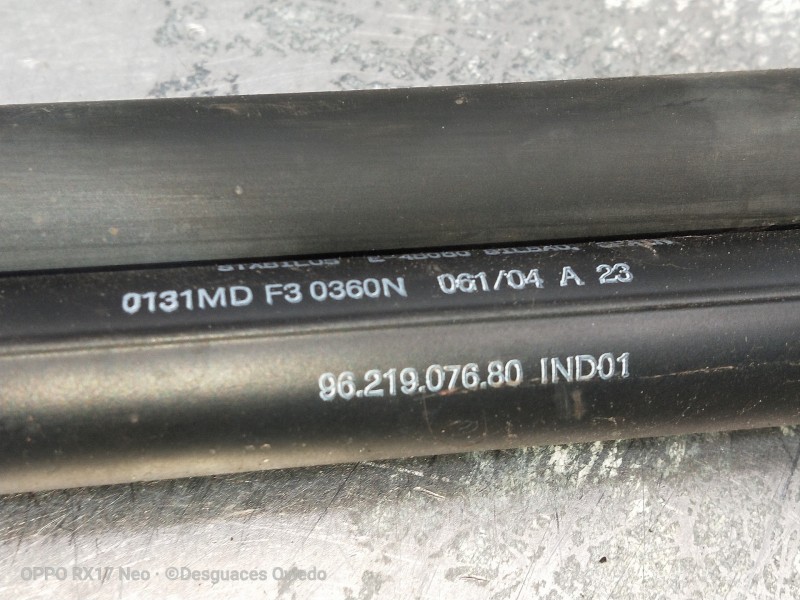 0131MD F3 0360N 061/04 A 23
96.219.076.80 IND01
OPPO RX17 Neo · ©Desguaces Oviedo